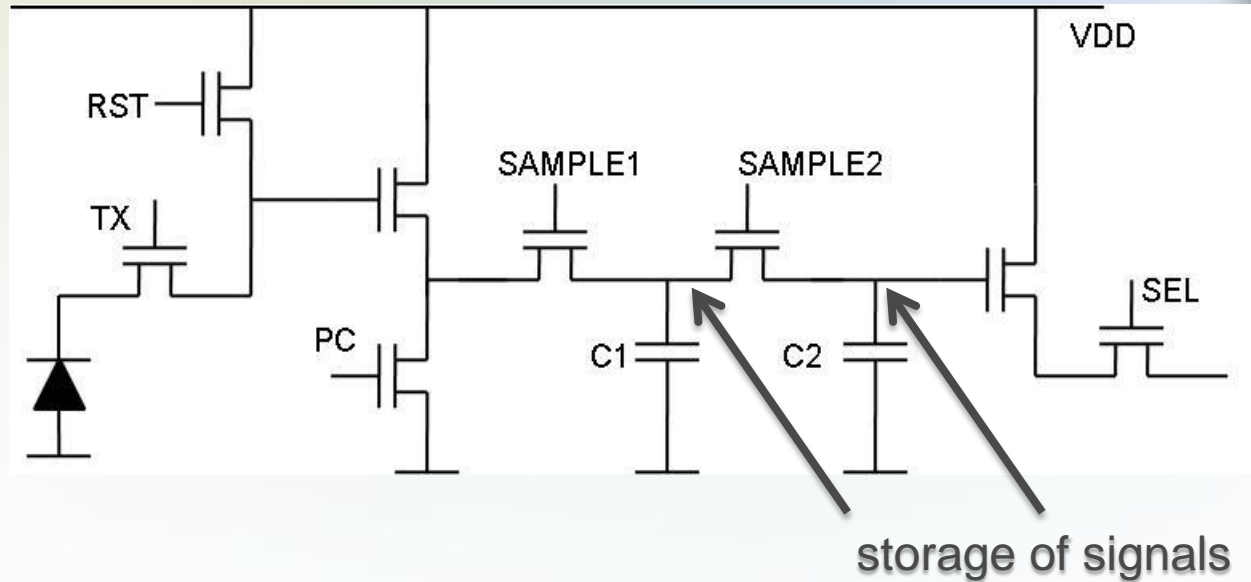 VDD
RST
SAMPLE1
SAMPLE2
TX
SEL
PC
C1
C2
storage of signals